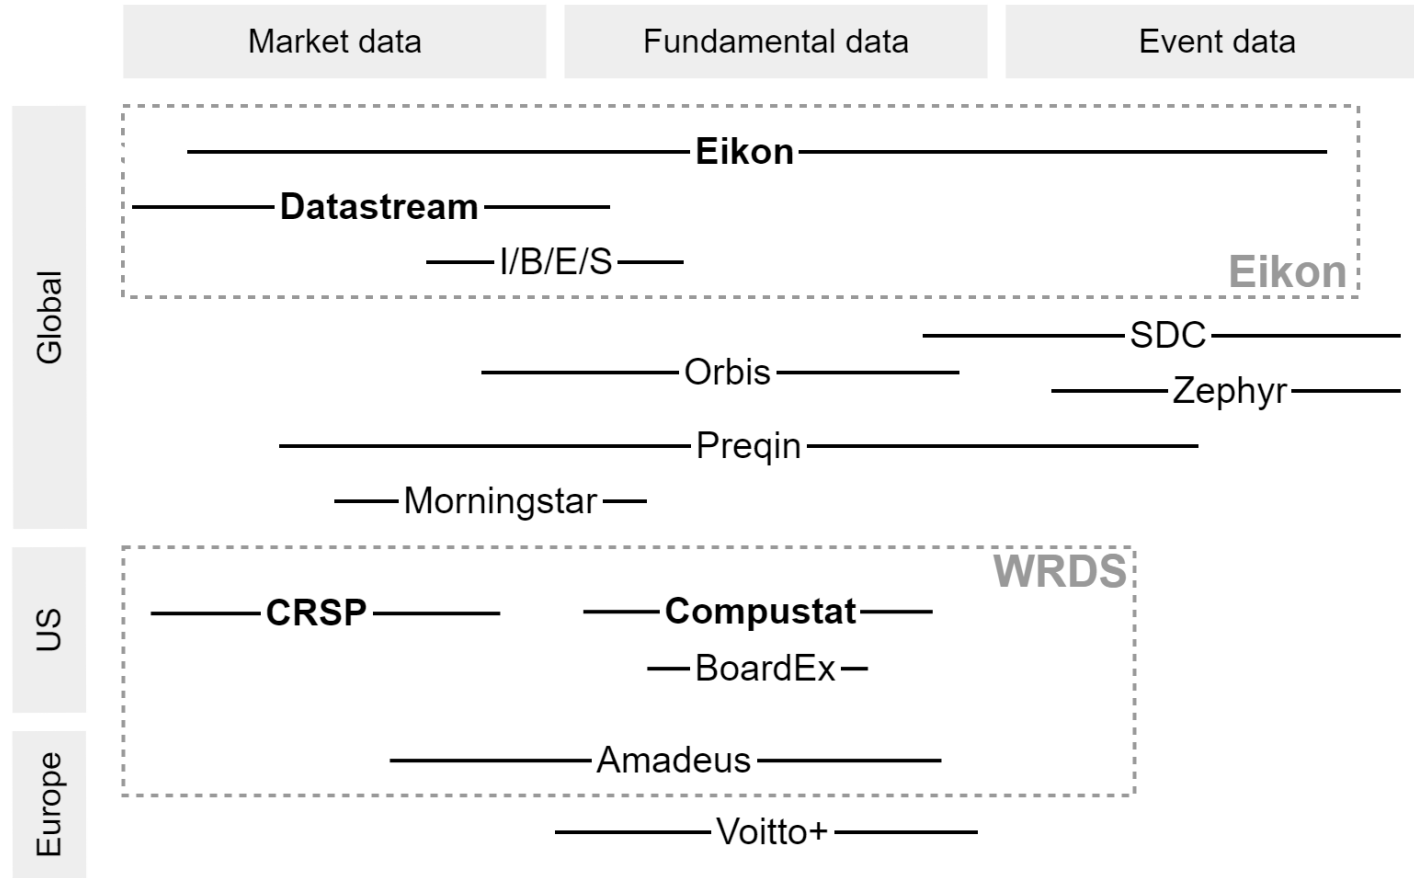 Market data
Fundamental data
Event data
Global
Eikon
Datastream
I/B/E/S
Eikon
SDC
Orbis
Zephyr
Preqin
Morningstar
US
WRDS
CRSP
Compustat
BoardEx
Europe
Amadeus
Voitto+